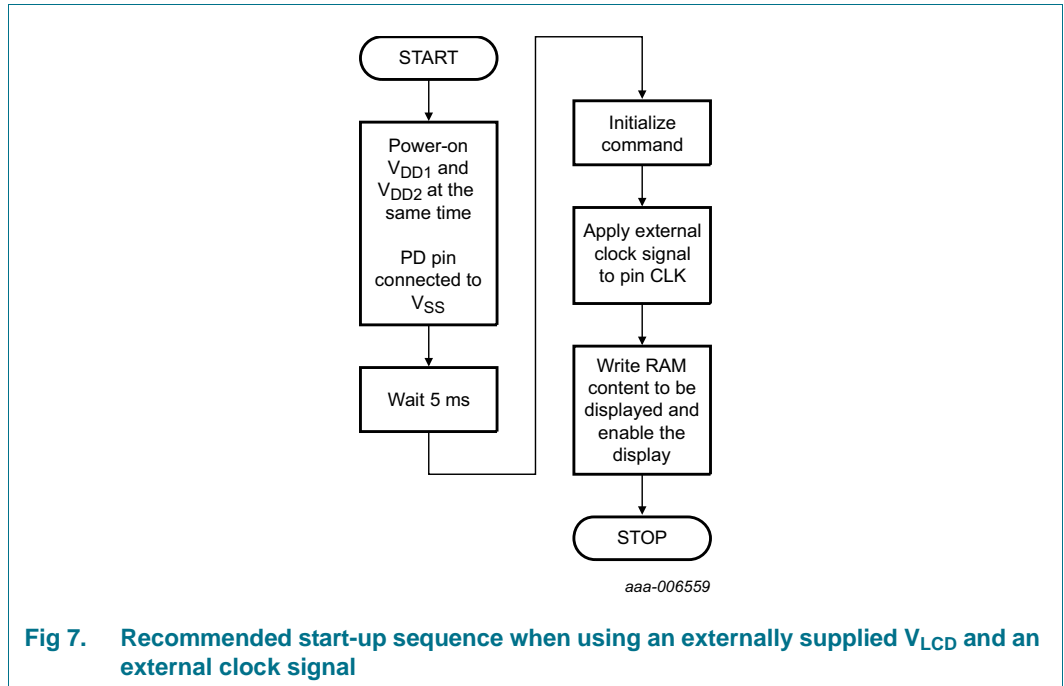 START
Power-on
VDD1 and
VDD2 at the
same time
PD pin
connected to
VSS
Wait 5 ms
Initialize
command
Apply external
clock signal
to pin CLK
Write RAM
content to be
displayed and
enable the
display
STOP
aaa-006559
Fig 7. Recommended start-up sequence when using an externally supplied VLCD and an
external clock signal